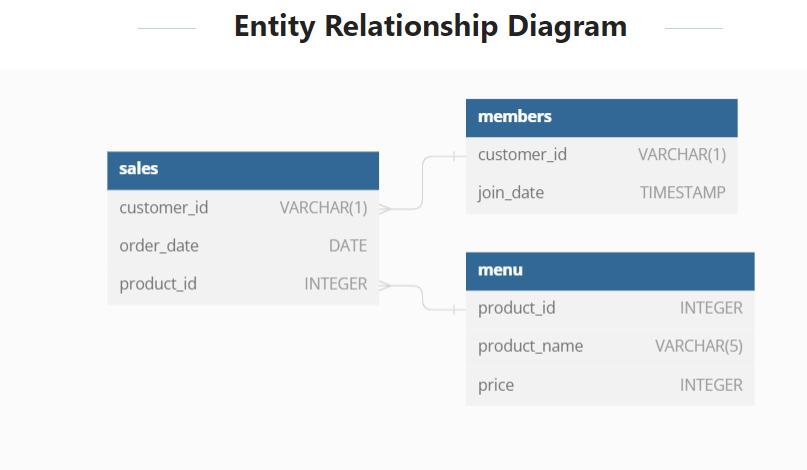 Entity Relationship Diagram
sales
customer_id VARCHAR(1)
order_date DATE
product_id INTEGER
members
customer_id VARCHAR(1)
join_date TIMESTAMP
menu
product_id INTEGER
product_name VARCHAR(5)
price INTEGER